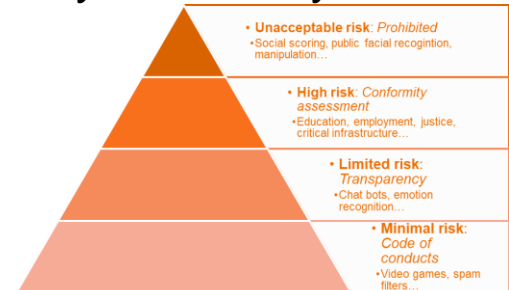 • Unacceptable risk: Prohibited
•Social scoring, public facial recogintion,
manipulation…
• High risk: Conformity
assessment
•Education, employment, justice,
critical infrastructure…
• Limited risk:
Transparency
•Chat bots, emotion
recognition…
• Minimal risk:
Code of
conducts
•Video games, spam
filters…